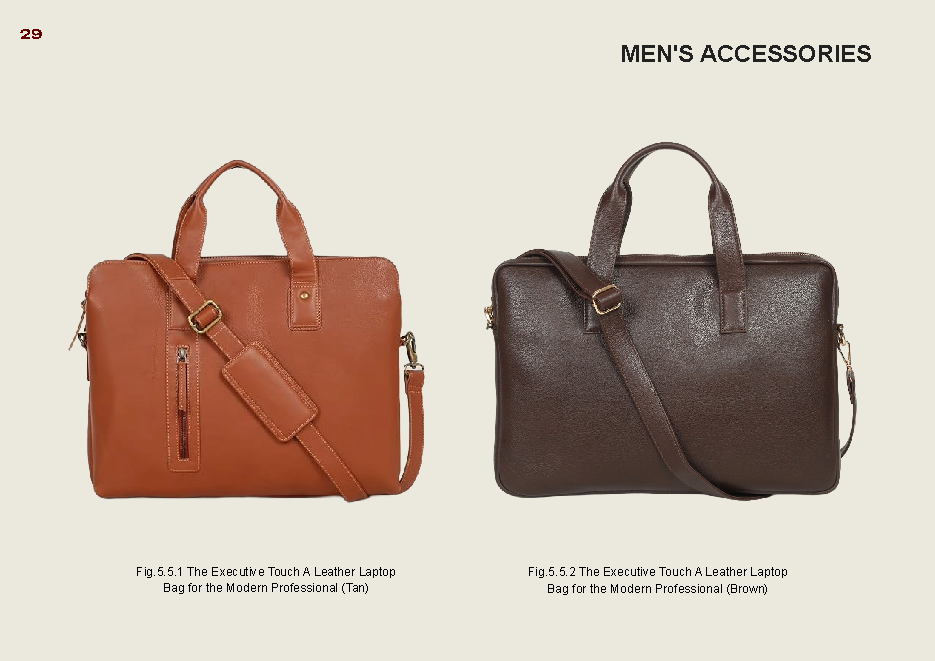 29
MEN'S ACCESSORIES
Fig.5.5.1 The Executive Touch A Leather Laptop
Bag for the Modern Professional (Tan)
Fig.5.5.2 The Executive Touch A Leather Laptop
Bag for the Modern Professional (Brown)